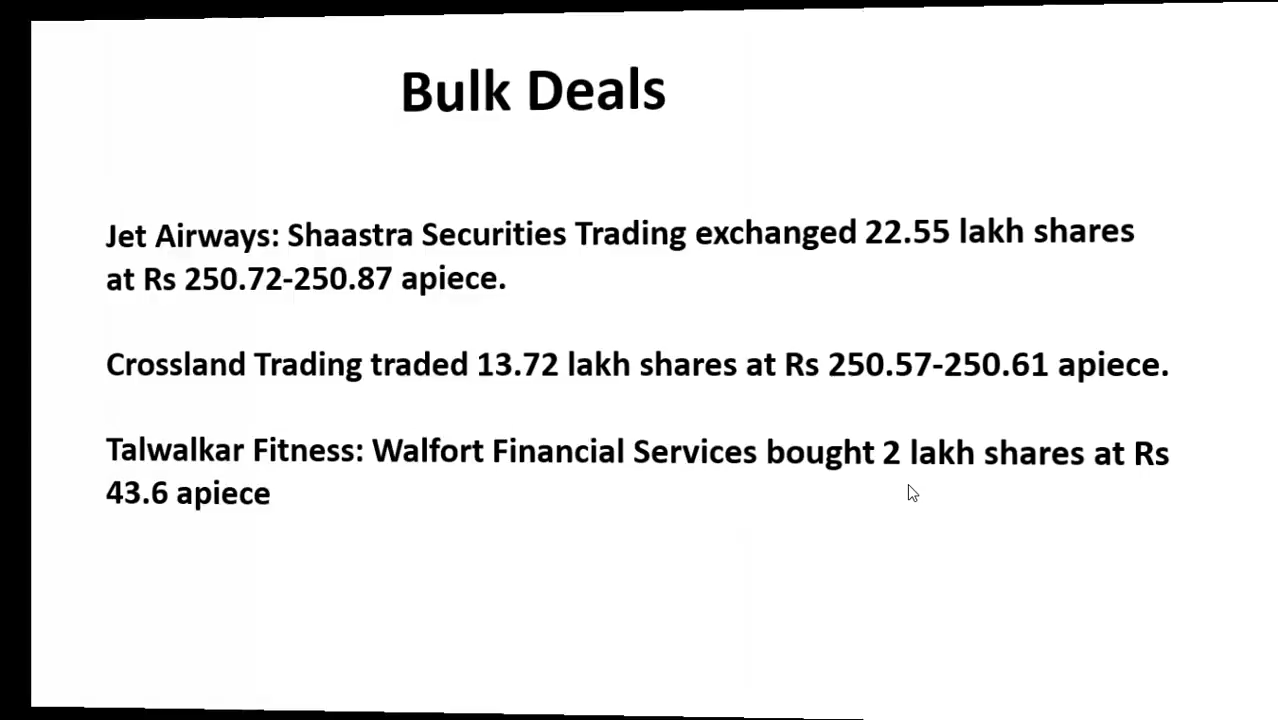 Bulk Deals
Jet Airways: Shaastra Securities Trading exchanged 22.55 lakh shares
at Rs 250.72-250.87 apiece.
Crossland Trading traded 13.72 lakh shares at Rs 250.57-250.61 apiece.
Talwalkar Fitness: Walfort Financial Services bought 2 lakh shares at Rs
43.6 apiece